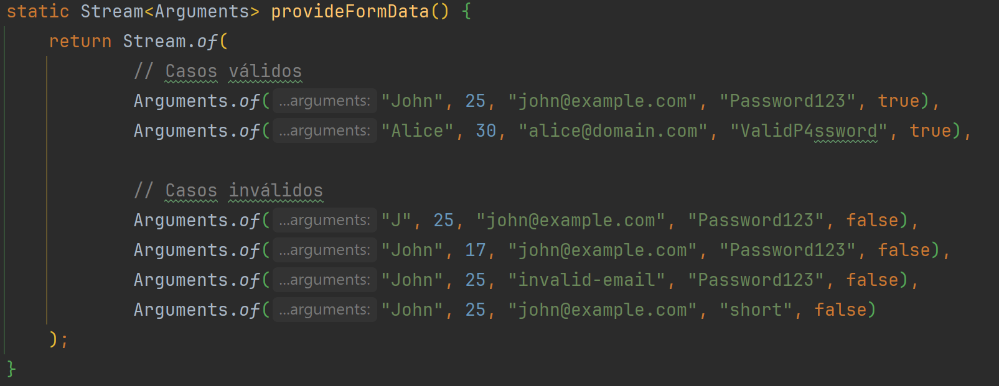 static Stream<Arguments> provideFormData() {
return Stream.of(
// Casos válidos
Arguments.of( ...arguments: "John", 25, "john@example.com", "Password123", true),
Arguments.of( ...arguments: "Alice", 30, "alice@domain.com", "ValidP4ssword", true),
// Casos inválidos
Arguments.of( ...arguments: "J", 25, "john@example.com", "Password123", false),
Arguments.of( ...arguments: "John", 17, "john@example.com", "Password123", false),
Arguments.of( ...arguments: "John", 25, "invalid-email", "Password123", false),
Arguments.of( ...arguments: "John", 25, "john@example.com", "short", false)
);
}